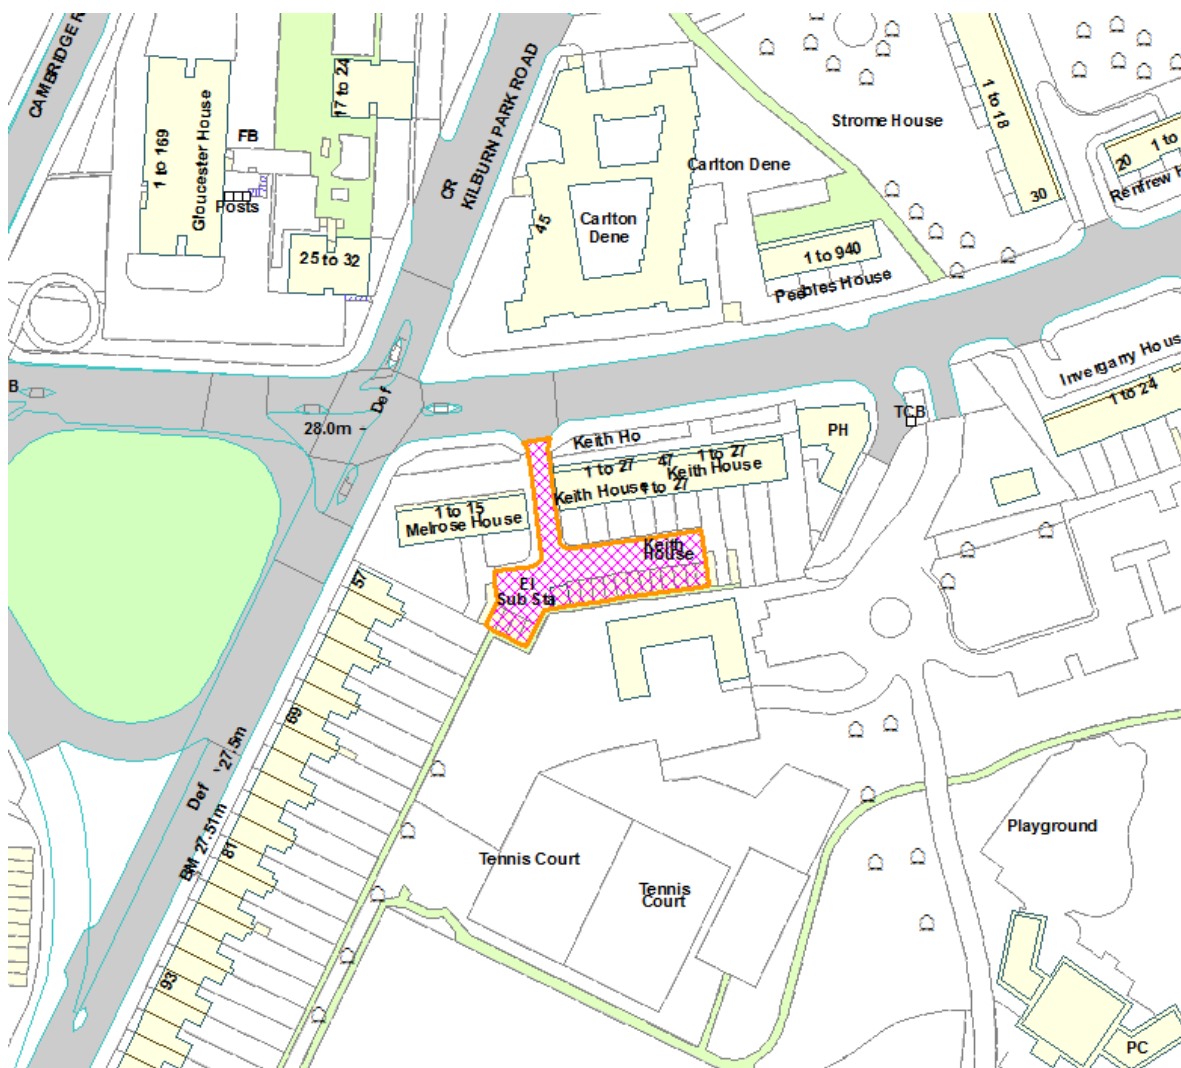 CAMBRIDGE R
17 to 24
KILBURN PARK ROAD
CR
1 to 169
Gloucester House
FB
Posts
25 to 32
45
Carlton Dene
Carlton
Dene
Strome House
1 to 18
30
20
1 to
Renfrew H
1 to 940
Peebles House
Invergarry Hous
1 to 24
B
Def
28.0m
TCB
PH
Keith Ho
1 to 27
47
1 to 27
Keith House
Keith House
1 to 27
1 to 15
Melrose House
Keith
House
El
Sub Sta
57
69
Def
27.5m
BM 27.51m
81
93
Tennis Court
Tennis
Court
Playground
PC